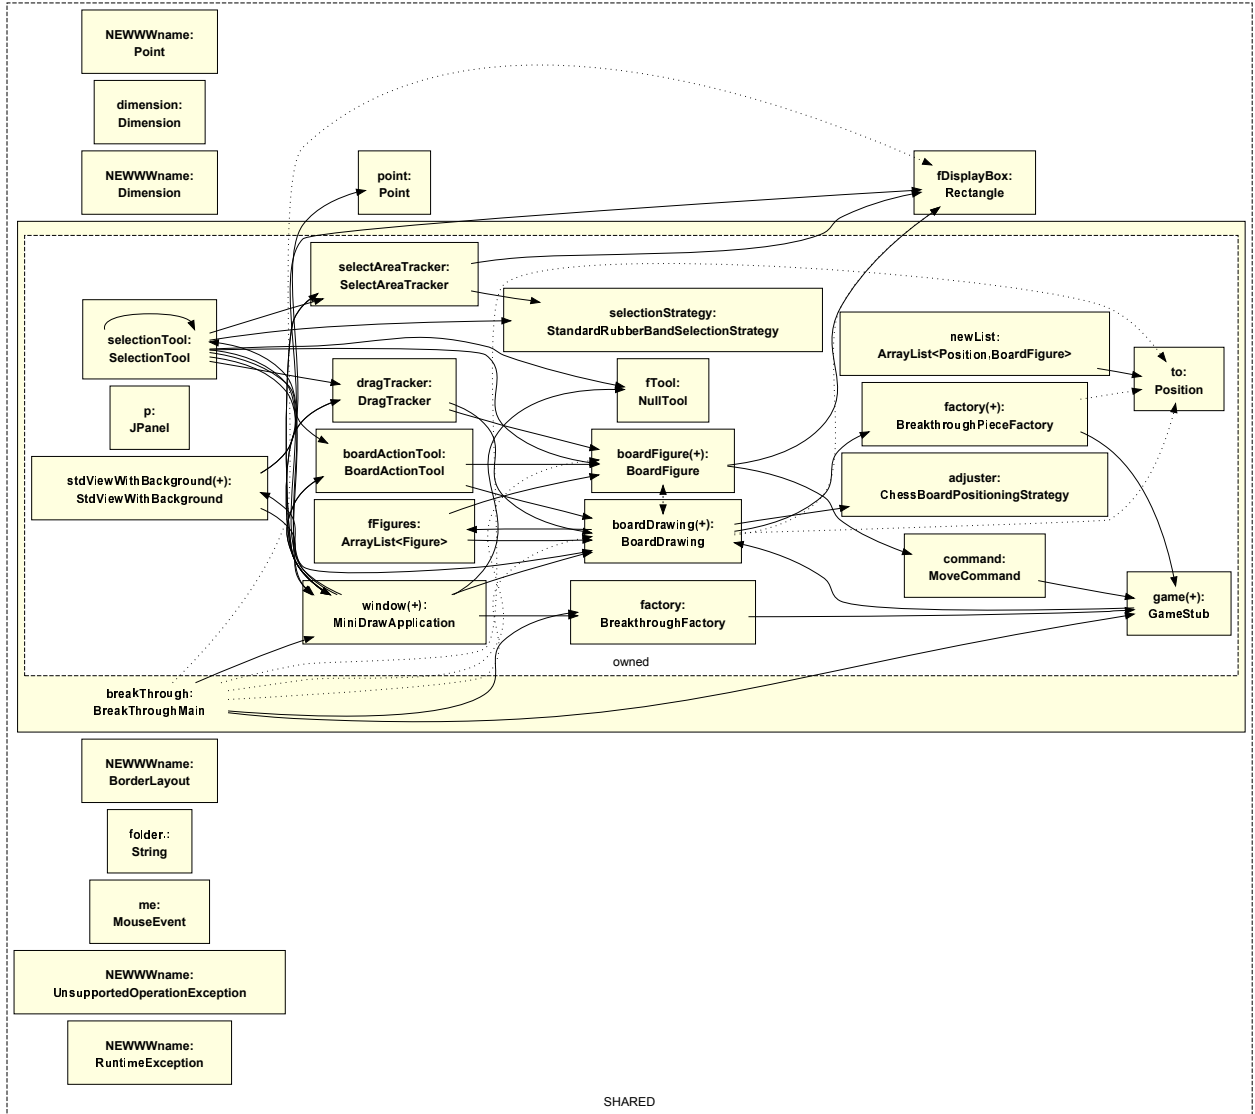 NEWWWname:
Point
dimension:
Dimension
NEWWWname:
Dimension
point:
Point
fDisplayBox:
Rectangle
selectAreaTracker:
SelectAreaTracker
selectionStrategy:
StandardRubberBandSelectionStrategy
selectionTool:
SelectionTool
newList:
ArrayList<Position,BoardFigure>
to:
Position
dragTracker:
DragTracker
fTool:
NullTool
p:
JPanel
factory(+):
BreakthroughPieceFactory
boardActionTool:
BoardActionTool
boardFigure(+):
BoardFigure
stdViewWithBackground(+):
StdViewWithBackground
adjuster:
ChessBoardPositioningStrategy
fFigures:
ArrayList<Figure>
boardDrawing(+):
BoardDrawing
command:
MoveCommand
window(+):
MiniDrawApplication
factory:
BreakthroughFactory
game(+):
GameStub
owned
breakThrough:
BreakThroughMain
NEWWWname:
BorderLayout
folder.:
String
me:
MouseEvent
NEWWWname:
UnsupportedOperationException
NEWWWname:
RuntimeException
SHARED